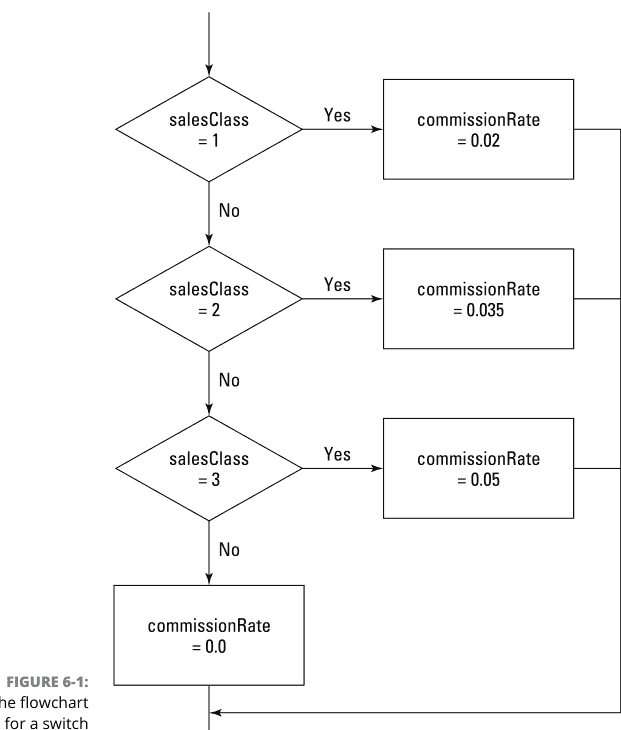 salesClass
= 1
Yes
commissionRate
= 0.02
No
salesClass
= 2
Yes
commissionRate
= 0.035
No
salesClass
= 3
Yes
commissionRate
= 0.05
No
commissionRate
= 0.0
FIGURE 6-1:
he flowchart
for a switch